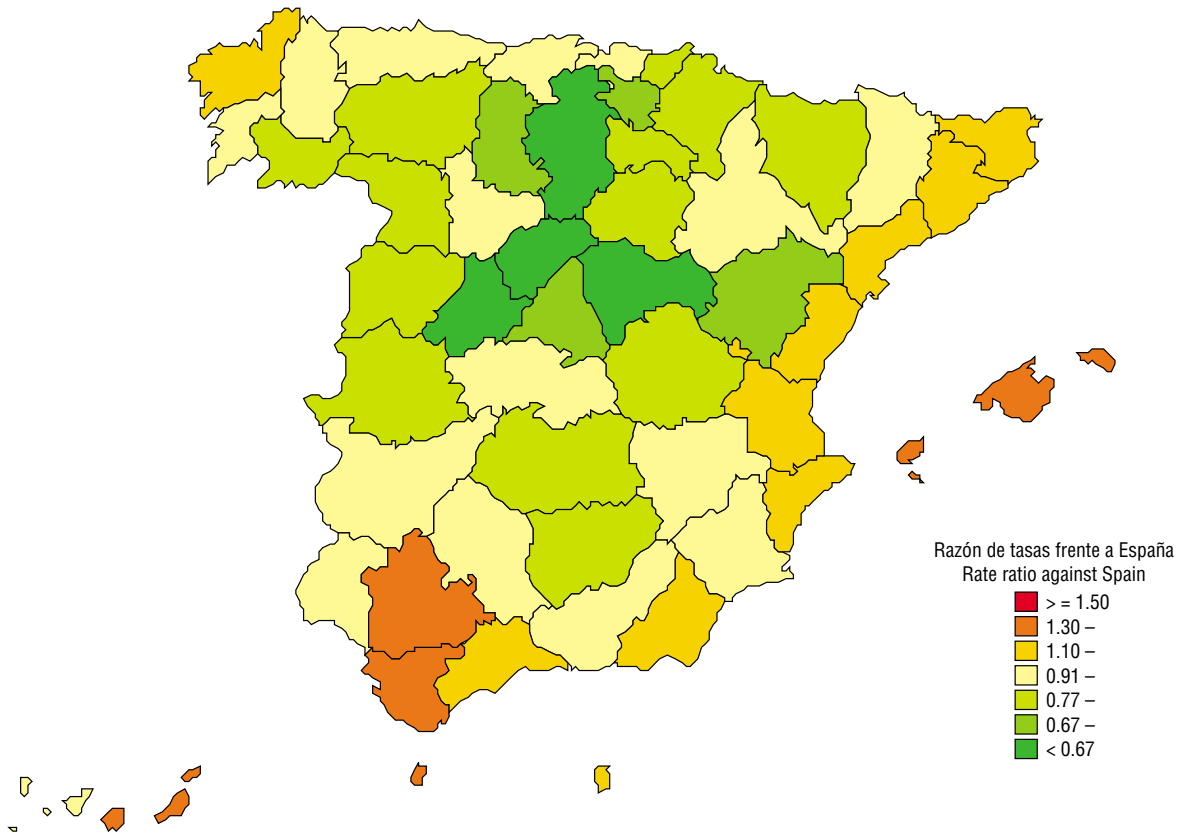 Razón de tasas frente a España
Rate ratio against Spain
> = 1.50
1.30 –
1.10 –
0.91 –
0.77 –
0.67 –
< 0.67